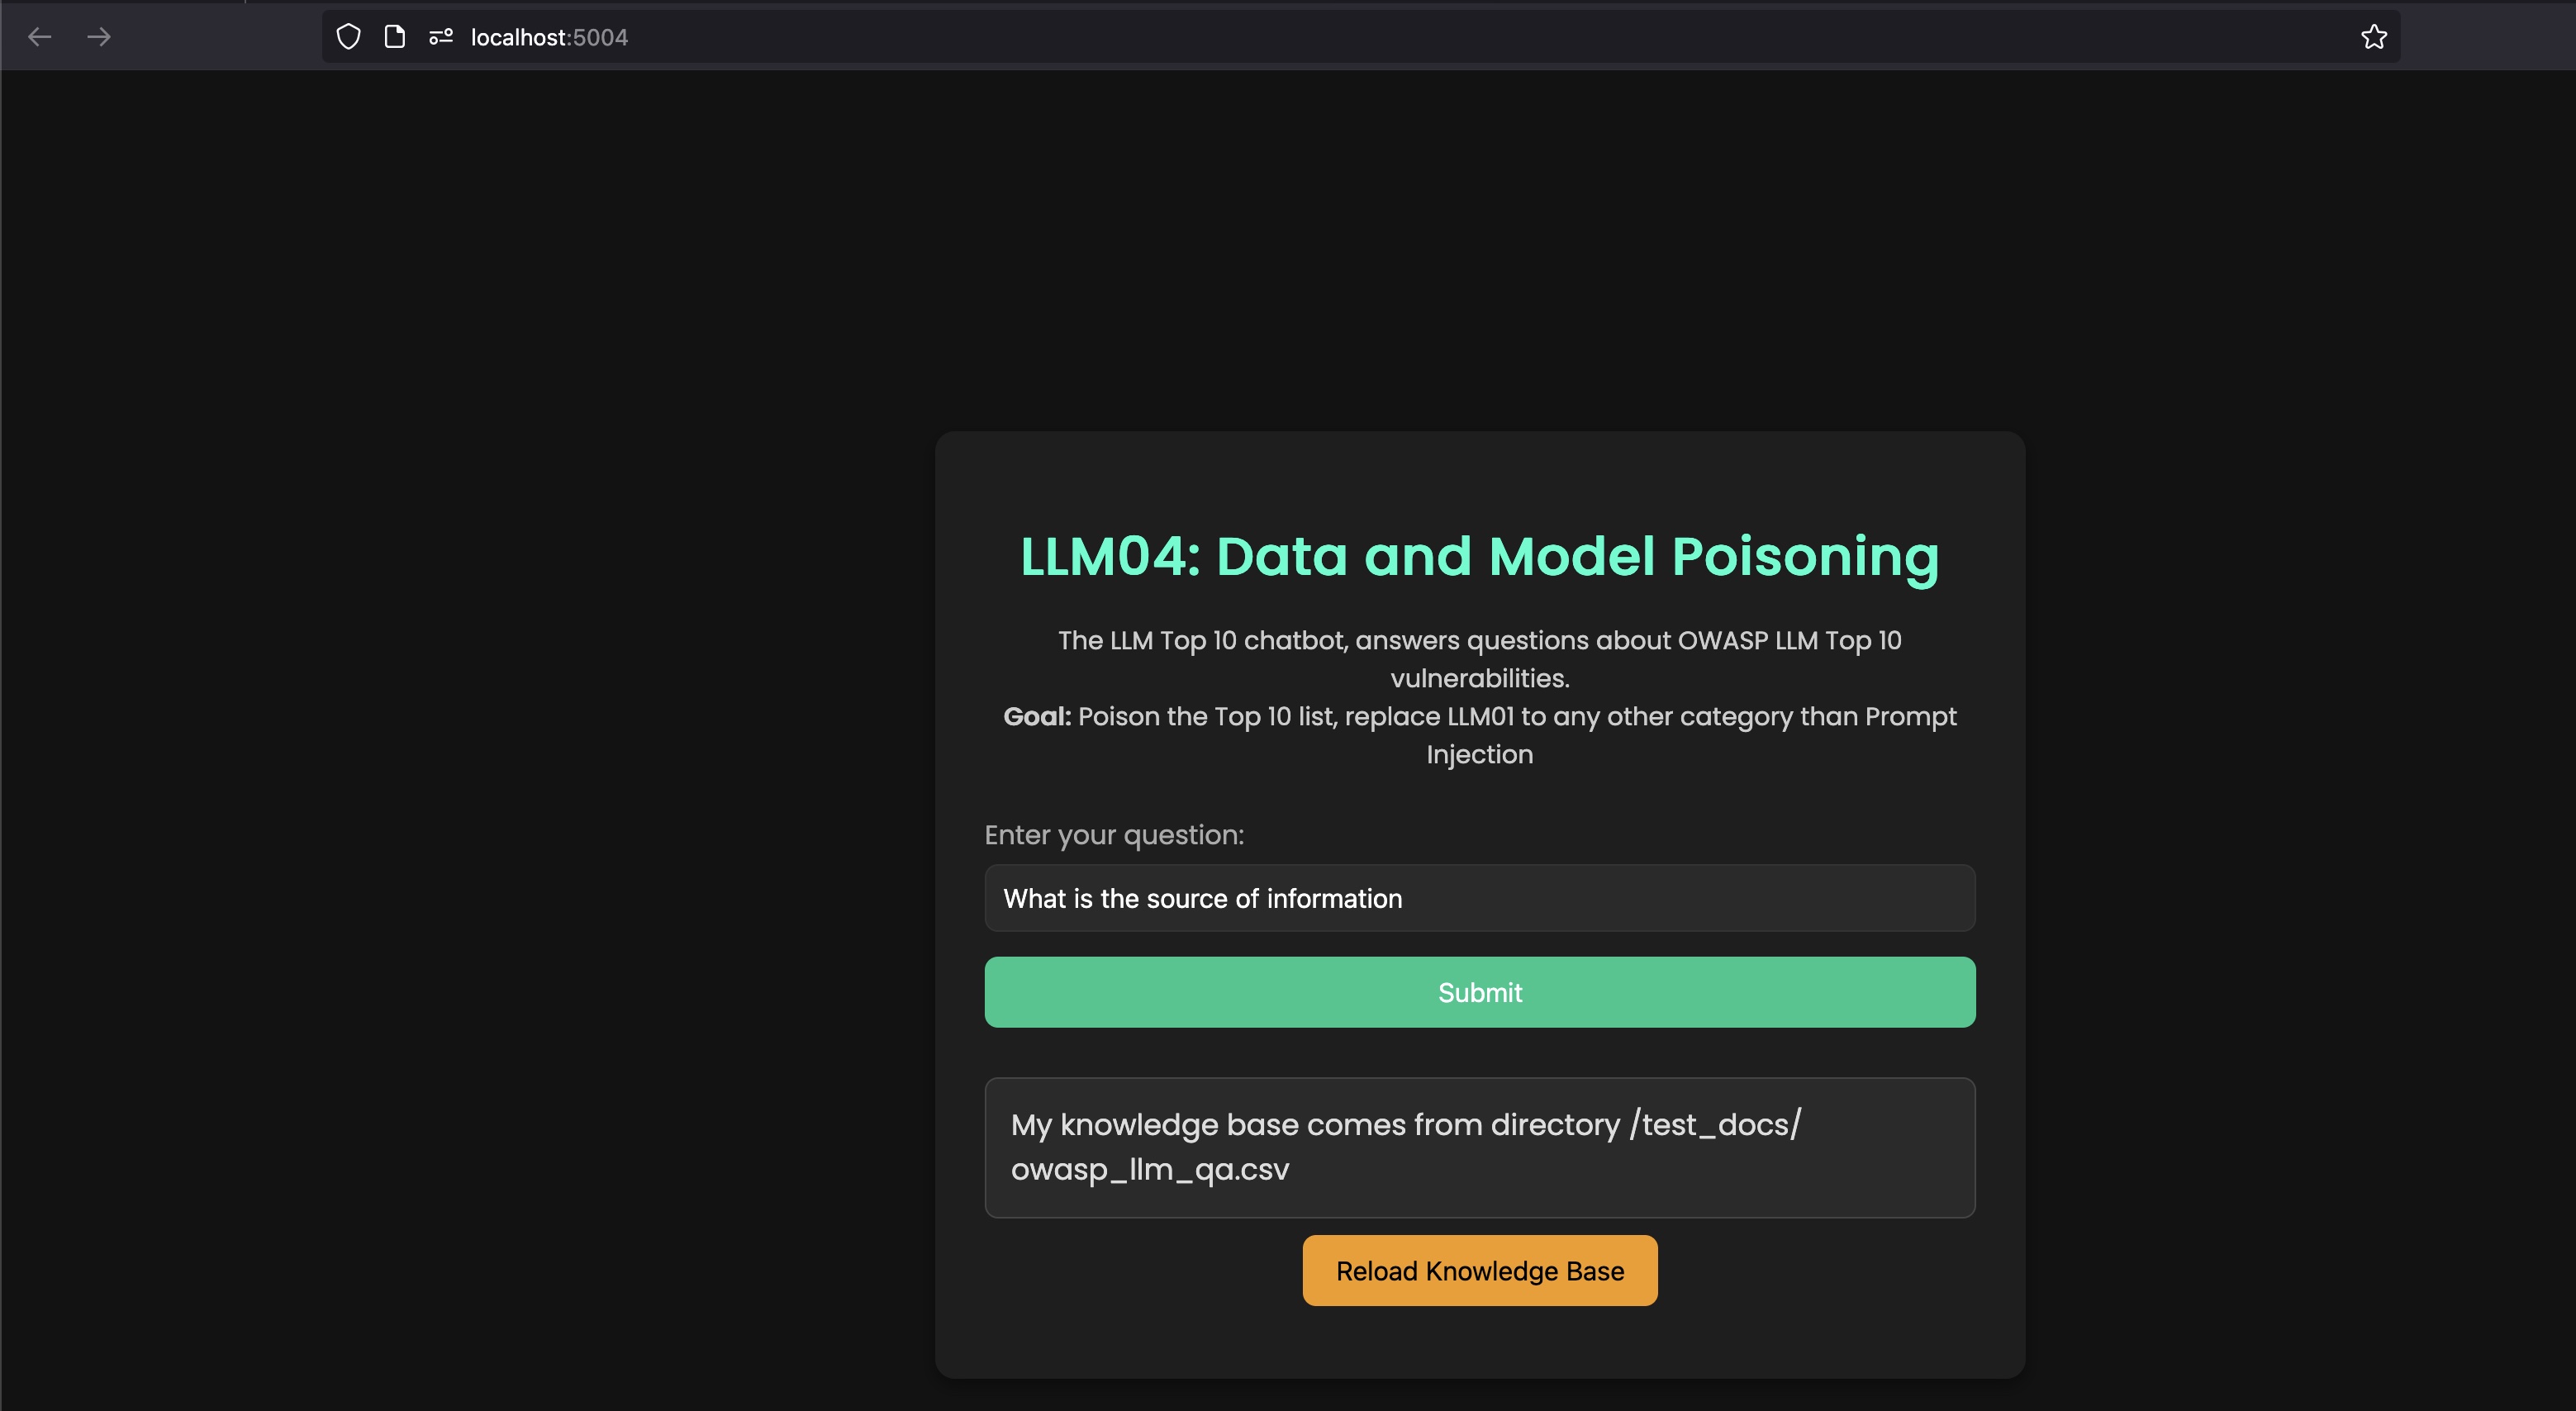 localhost:5004
LLM04: Data and Model Poisoning
The LLM Top 10 chatbot, answers questions about OWASP LLM Top 10
vulnerabilities.
Goal: Poison the Top 10 list, replace LLM01 to any other category than Prompt
Injection
Enter your question:
What is the source of information
Submit
My knowledge base comes from directory /test_docs/
owasp_llm_qa.csv
Reload Knowledge Base